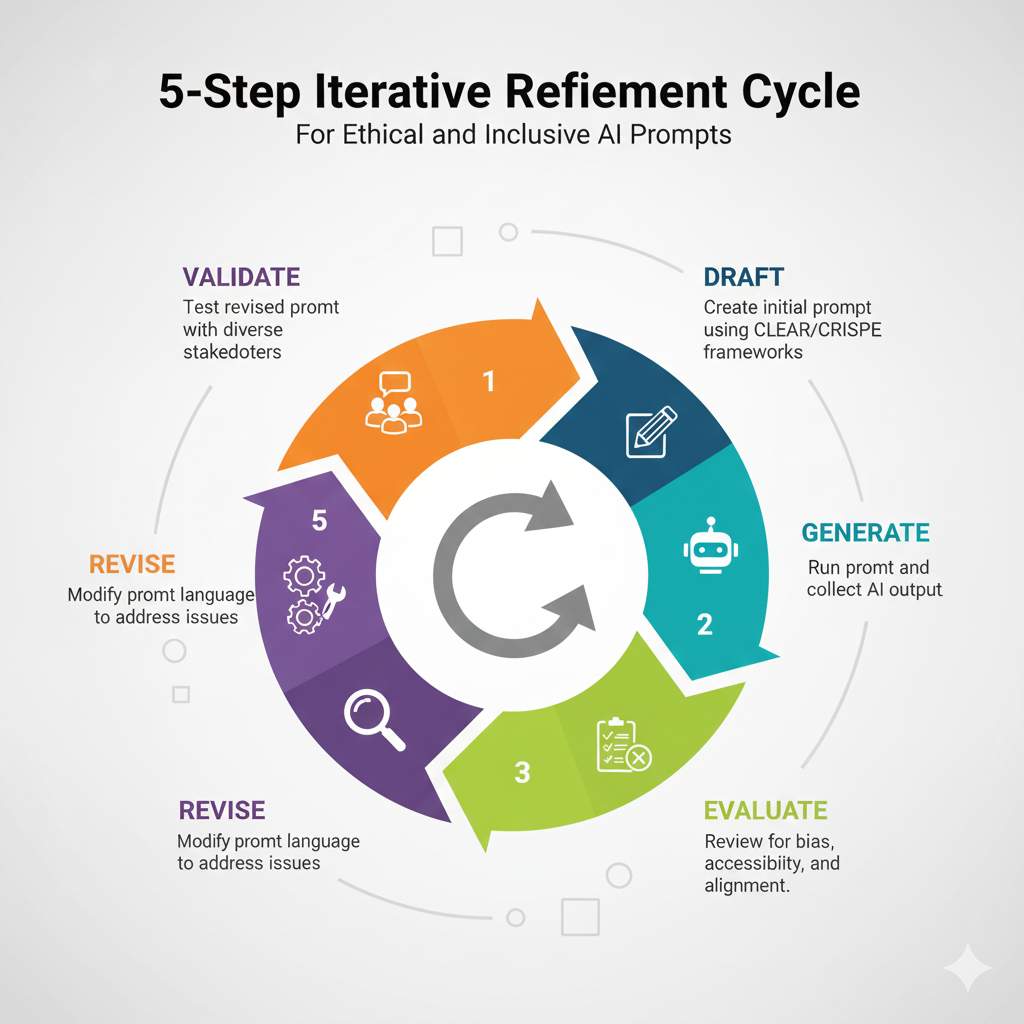 5-Step Iterative Refiement Cycle
For Ethical and Inclusive AI Prompts
VALIDATE
Test revised promt
with diverse
stakedoters
DRAFT
Create initial prompt
using CLEAR/CRISPE
frameworks
1
5
GENERATE
Run promt and
collect AI output
2
REVISE
Modify promt language
to address issues
3
REVISE
Modify promt language
to address issues
EVALUATE
Review for bias,
accessibiity, and
alignment.